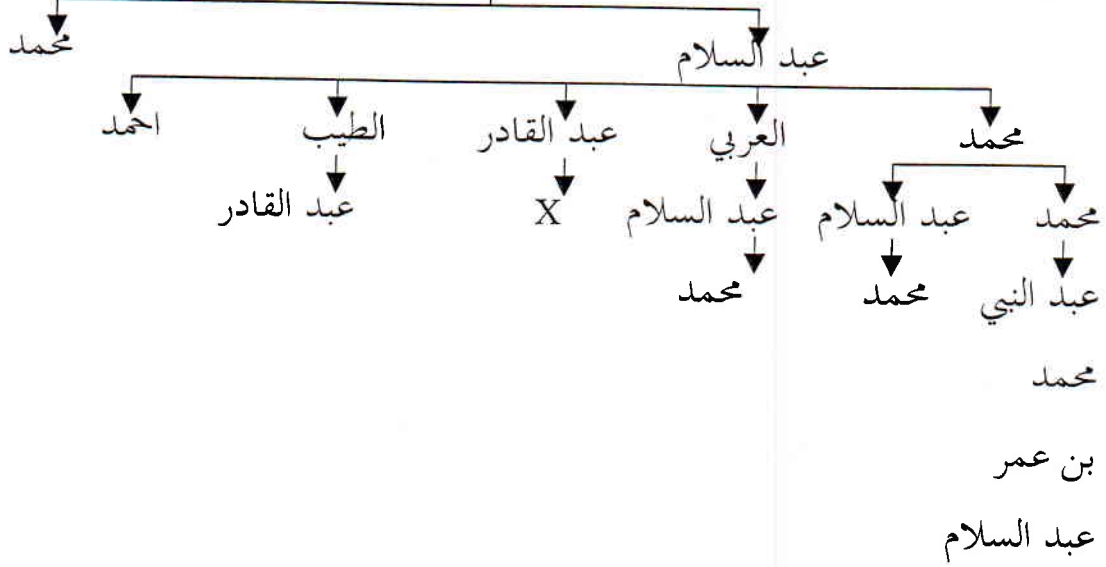 عبد السلام محمد
محمد العربي عبد القادر الطيب احمد
محمد عبد السلام عبد السلام X عبد القادر
عبد النبي محمد محمد
محمد
بن عمر
عبد السلام